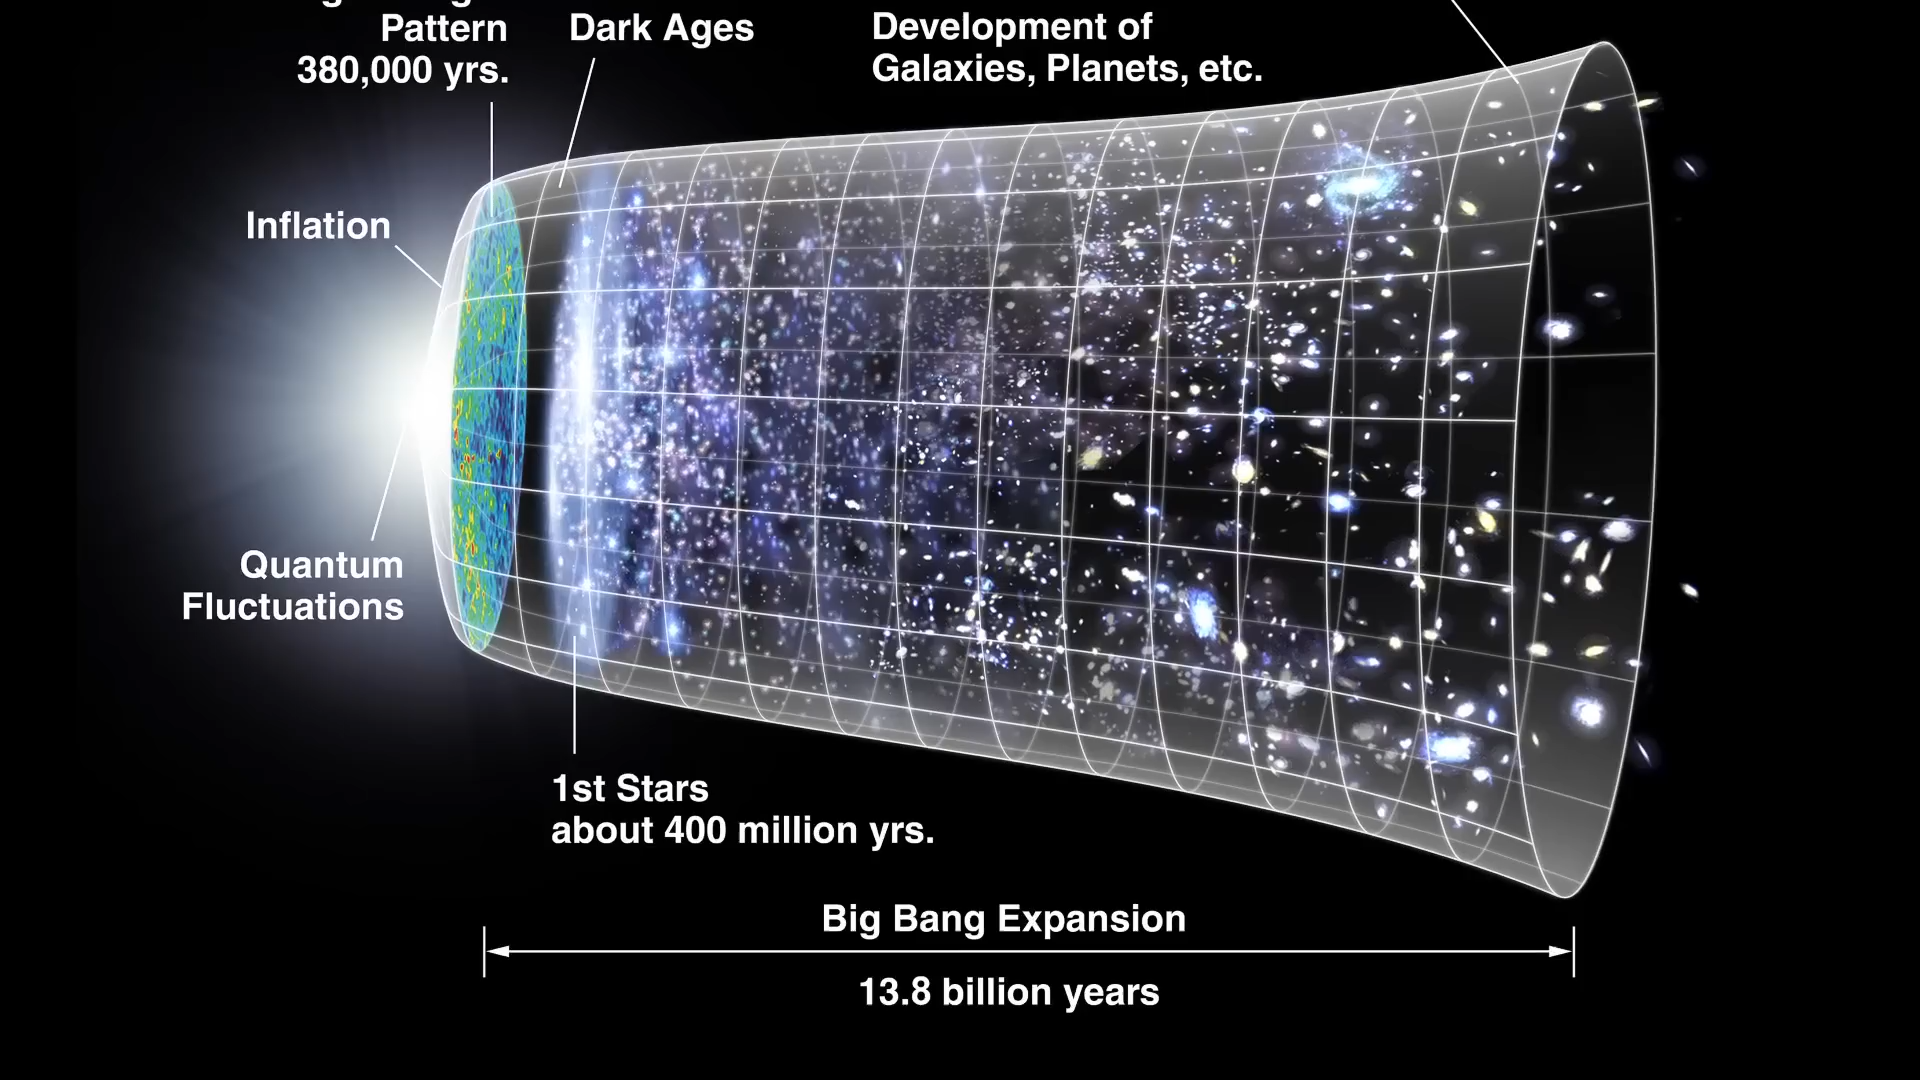 Pattern
380,000 yrs.
Dark Ages
Development of
Galaxies, Planets, etc.
Inflation
Quantum
Fluctuations
1st Stars
about 400 million yrs.
Big Bang Expansion
13.8 billion years